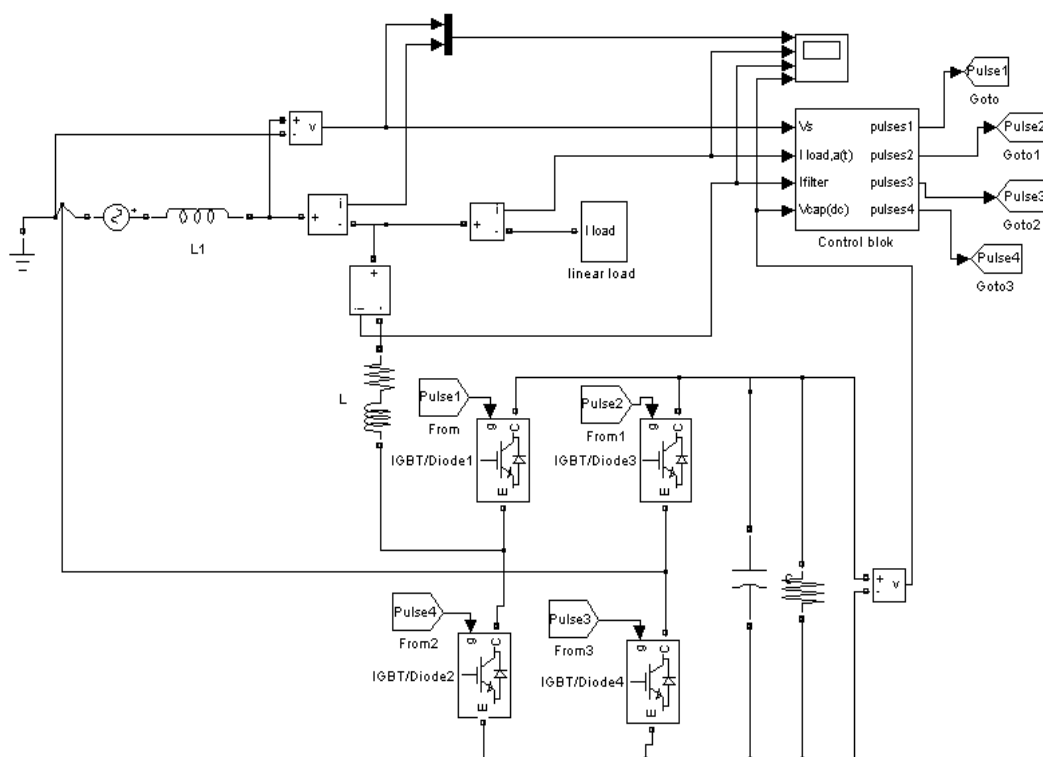 Pulse1
Goto
+
-
v
Vs
pulses1
Pulse2
Goto1
I load,a(t)
pulses2
Ifilter
pulses3
Pulse3
Goto2
Vcap(dc)
pulses4
Control blok
Pulse4
Goto3
+
L1
+
i
-
+
i
-
I load
linear load
+
i
-
L
Pulse1
From
g
C
IGBT/Diode1
E
Pulse2
From1
g
C
IGBT/Diode3
E
+
-
v
Pulse4
From2
g
C
IGBT/Diode2
E
Pulse3
From3
g
C
IGBT/Diode4
E